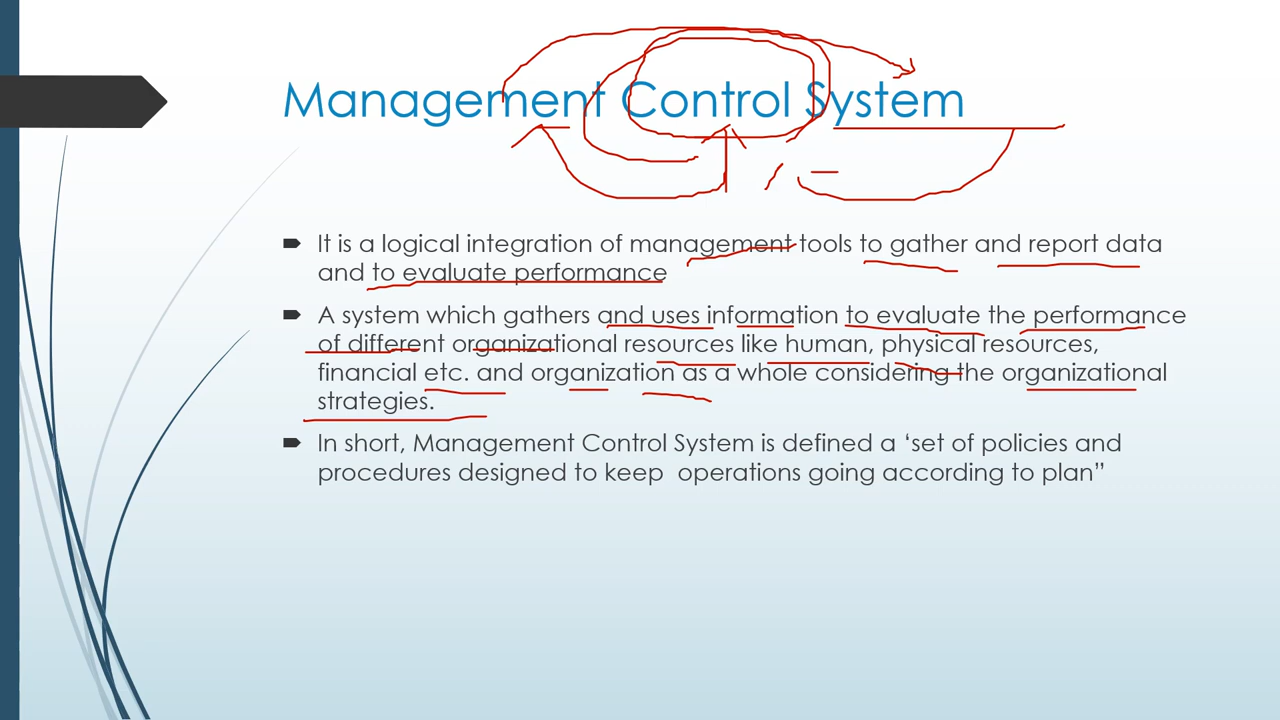 Management Control System
It is a logical integration of management tools to gather and report data
and to evaluate performance
A system which gathers and uses information to evaluate the performance
of different organizational resources like human, physical resources,
financial etc. and organization as a whole considering the organizational
strategies.
In short, Management Control System is defined a ‘set of policies and
procedures designed to keep  operations going according to plan”